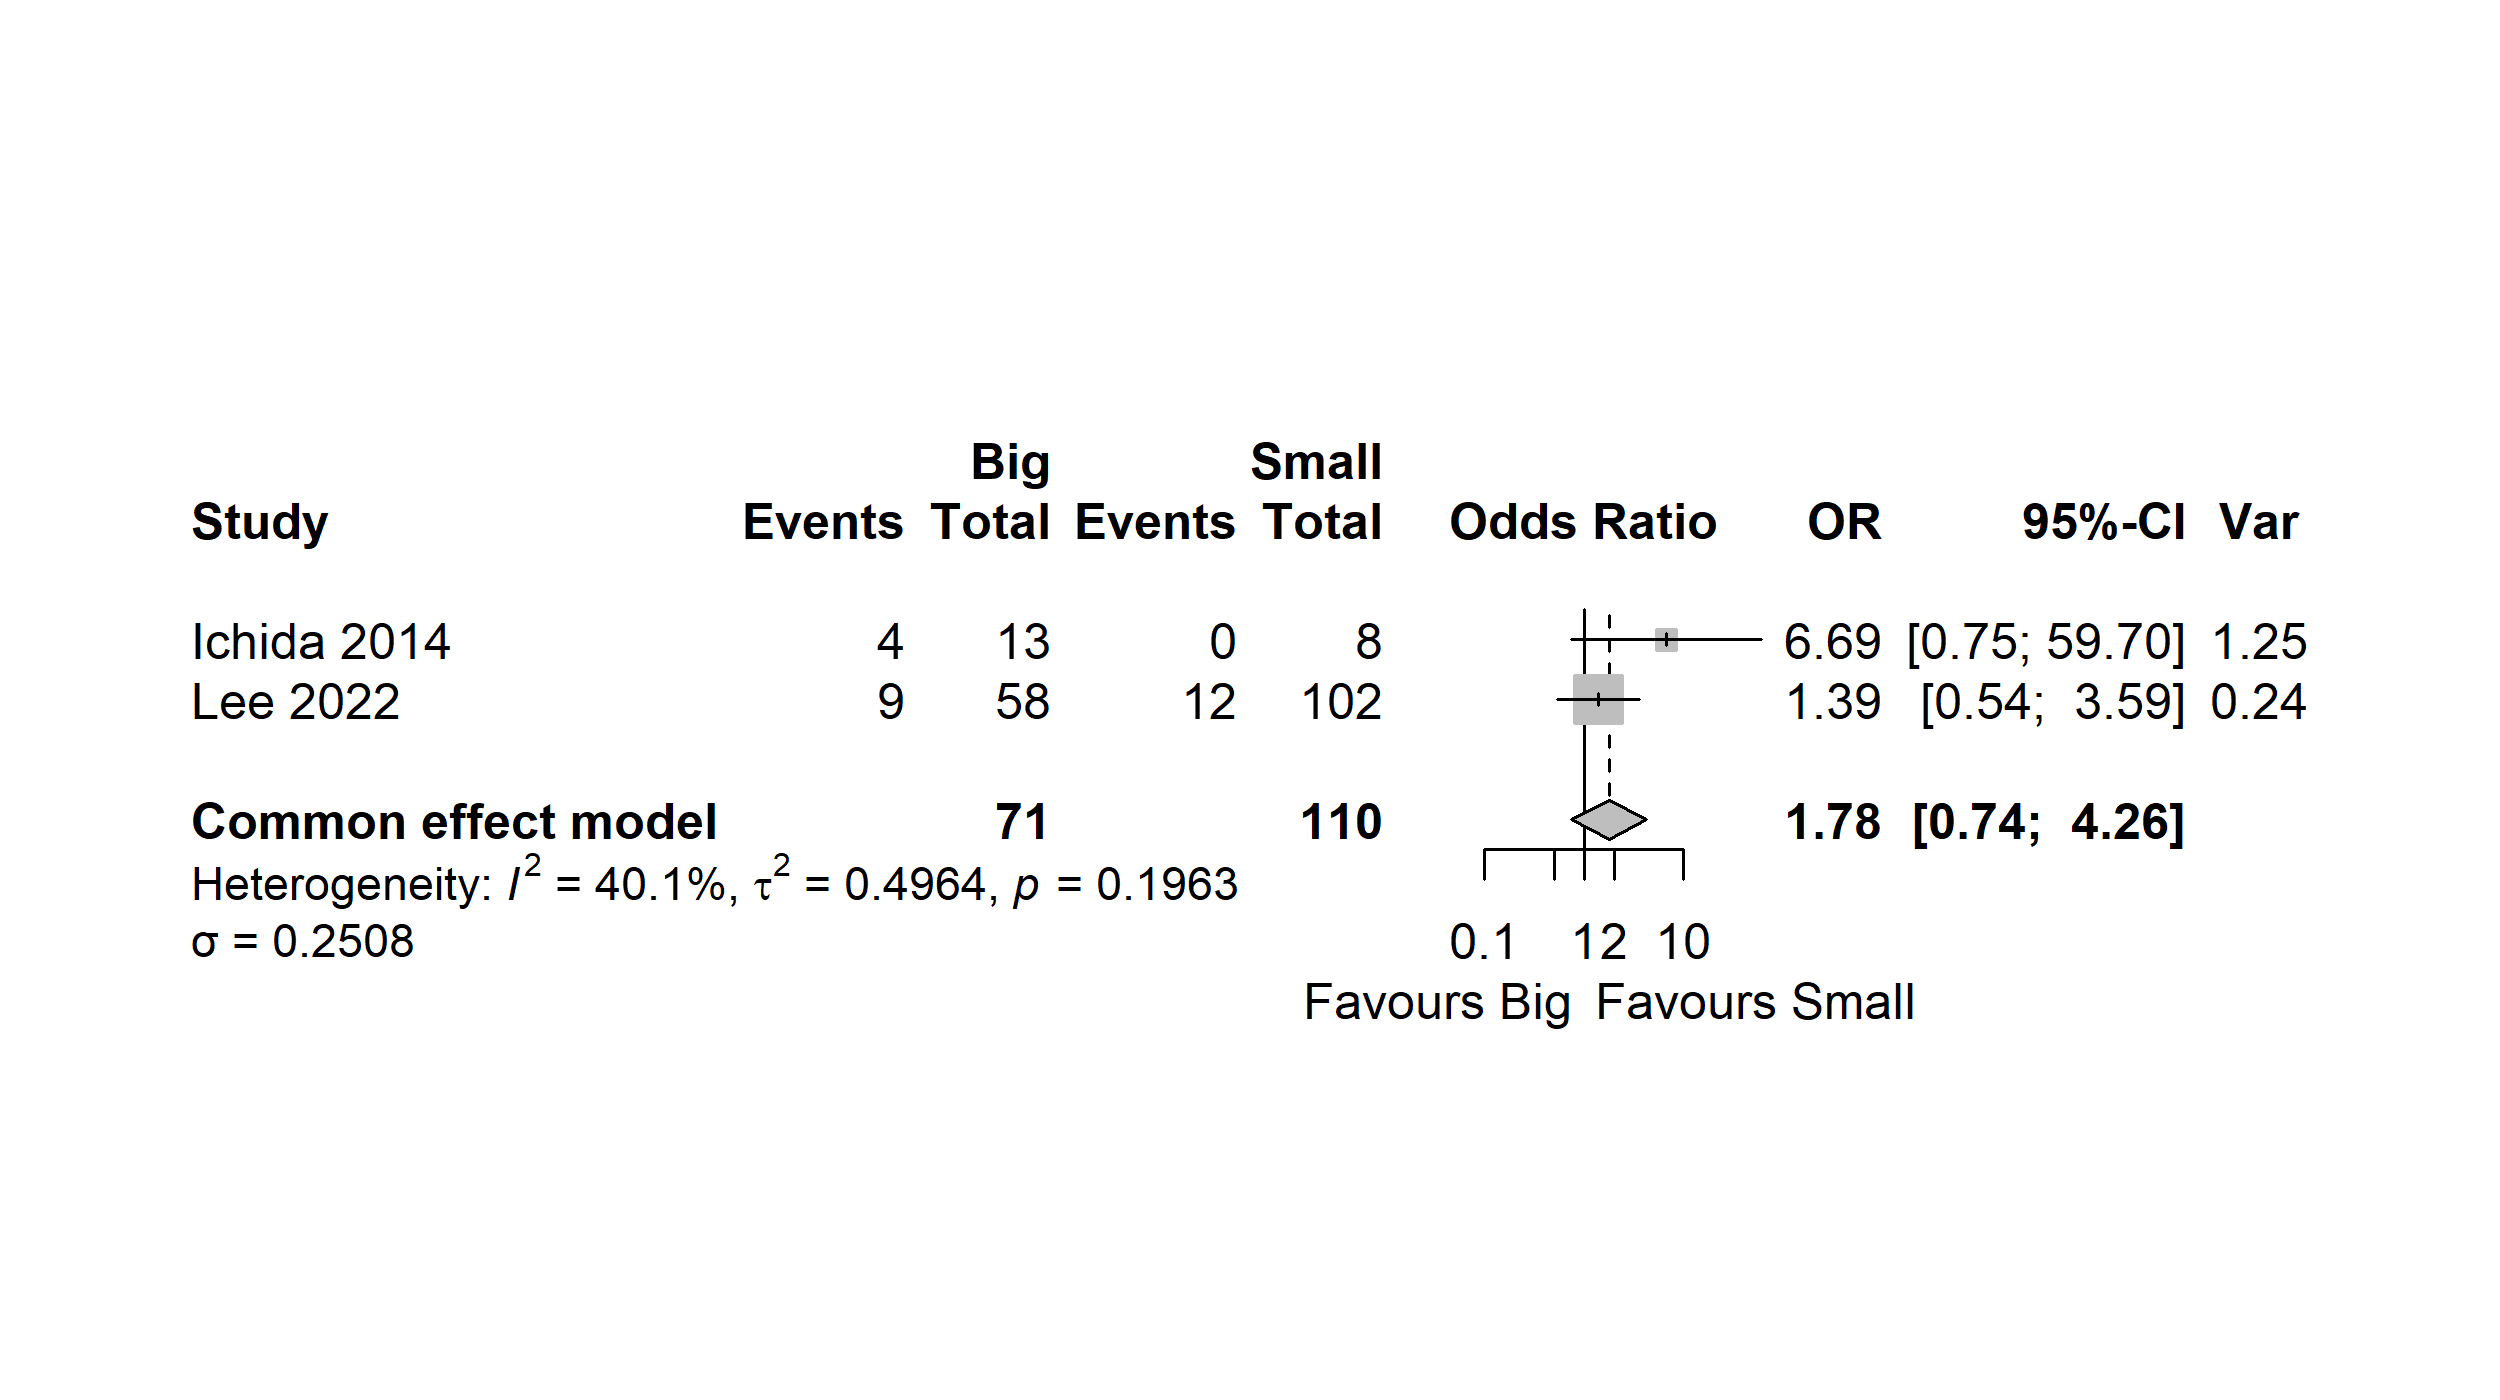 Big Small
Study Events Total Events Total Odds Ratio OR 95%-CI Var
Ichida 2014 4 13 0 8 6.69 [0.75; 59.70] 1.25
Lee 2022 9 58 12 102 1.39 [0.54; 3.59] 0.24
Common effect model 71 110 1.78 [0.74; 4.26]
Heterogeneity: I² = 40.1%, τ² = 0.4964, p = 0.1963
σ = 0.2508 0.1 12 10
Favours Big Favours Small